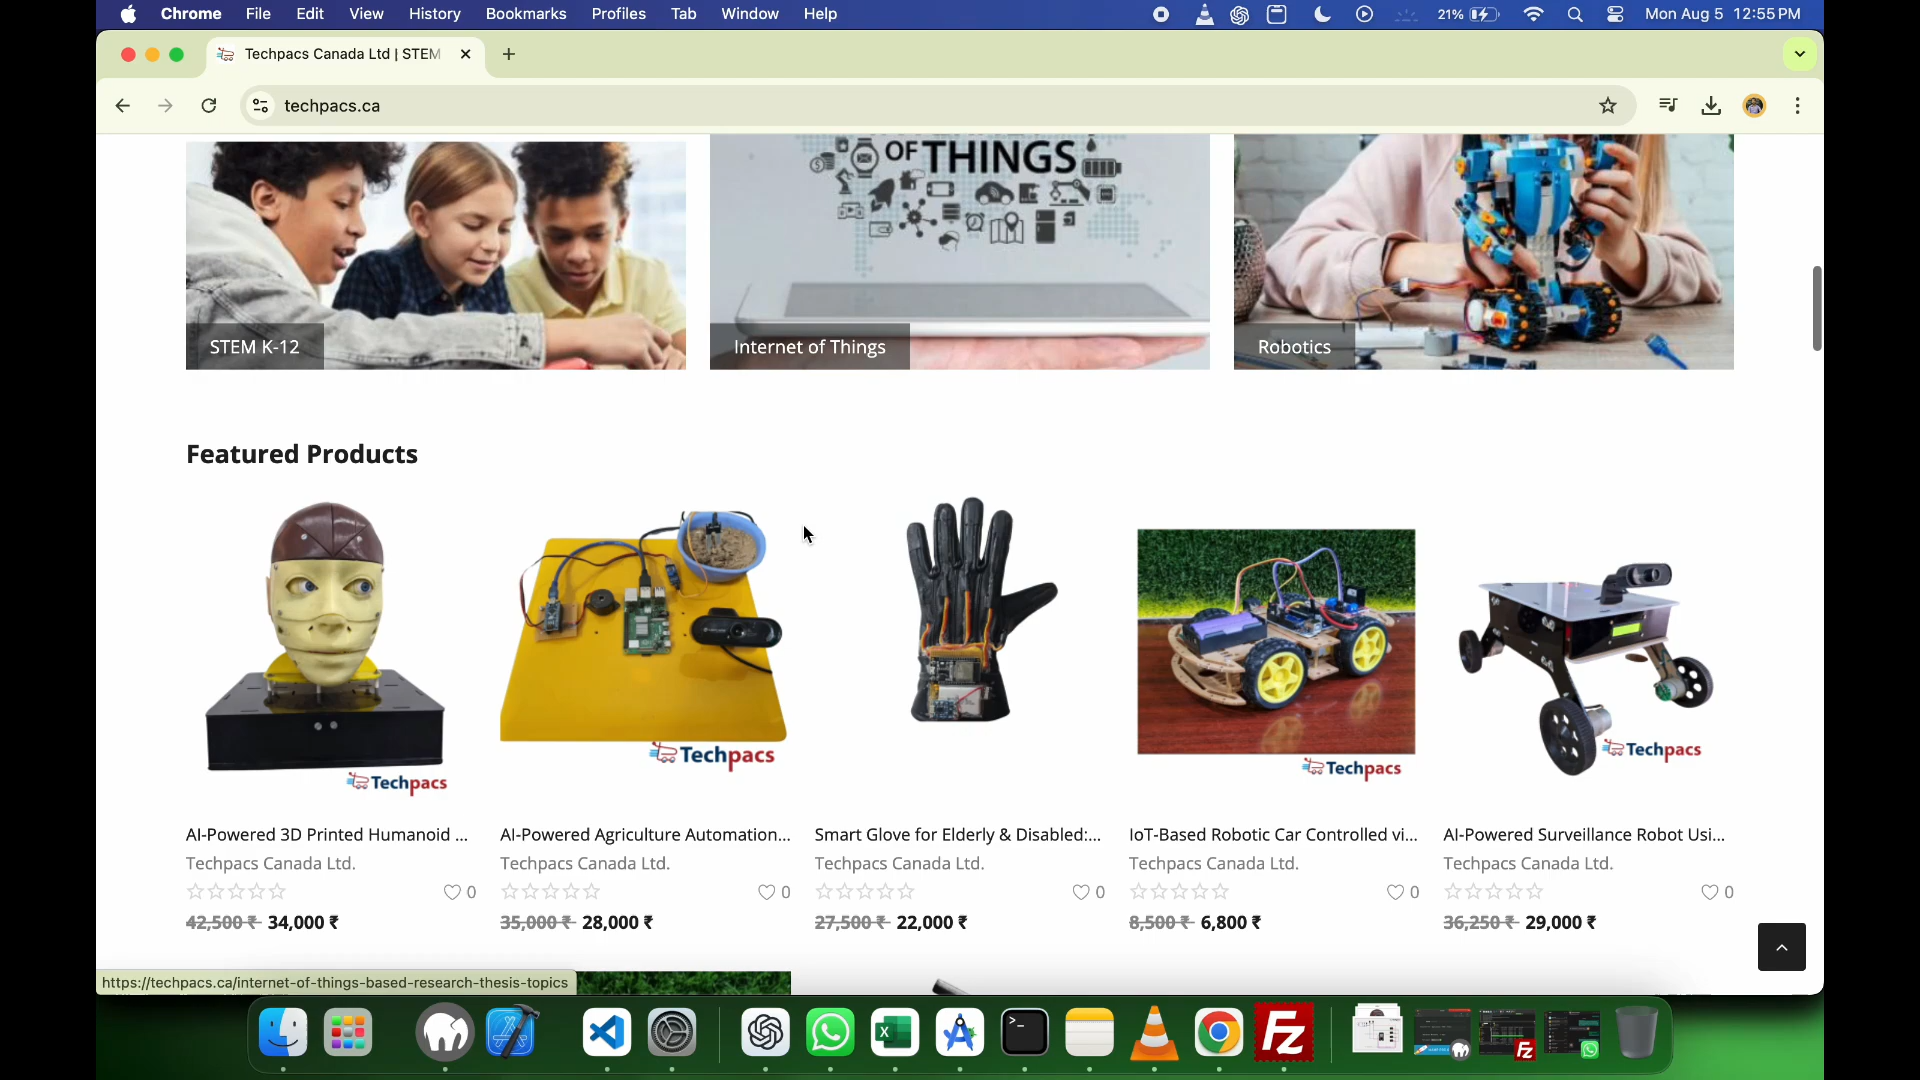 Chrome File Edit View History Bookmarks Profiles Tab Window Help 21% Mon Aug 5 12:55 PM
Techpacs Canada Ltd | STEM
techpacs.ca
OF THINGS
STEM K-12
Internet of Things
Robotics
Featured Products
Techpacs
Techpacs
Techpacs
Techpacs
AI-Powered 3D Printed Humanoid ...
Techpacs Canada Ltd.
0
42,500 ₹ 34,000 ₹
AI-Powered Agriculture Automation...
Techpacs Canada Ltd.
0
35,000 ₹ 28,000 ₹
Smart Glove for Elderly & Disabled:...
Techpacs Canada Ltd.
0
27,500 ₹ 22,000 ₹
IoT-Based Robotic Car Controlled vi...
Techpacs Canada Ltd.
0
8,500 ₹ 6,800 ₹
AI-Powered Surveillance Robot Usi...
Techpacs Canada Ltd.
0
36,250 ₹ 29,000 ₹
https://techpacs.ca/internet-of-things-based-research-thesis-topics
Fz